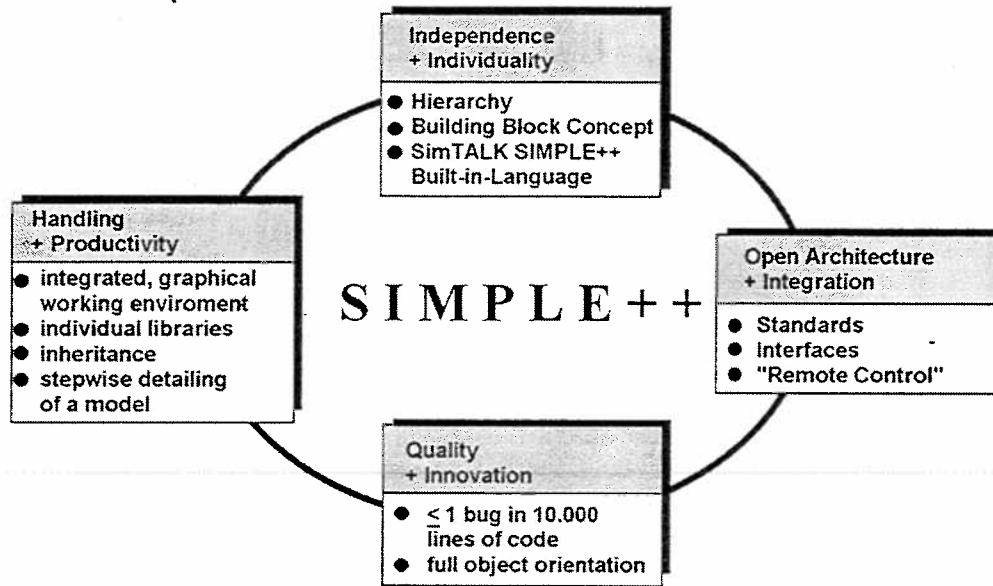 Independence
+ Individuality
● Hierarchy
● Building Block Concept
● SimTALK SIMPLE++
Built-in-Language
Handling
+ Productivity
● integrated, graphical
working enviroment
● individual libraries
● inheritance
● stepwise detailing
of a model
SIMPLE++
Open Architecture
+ Integration
● Standards
● Interfaces
● "Remote Control"
Quality
+ Innovation
● ≤ 1 bug in 10.000
lines of code
● full object orientation